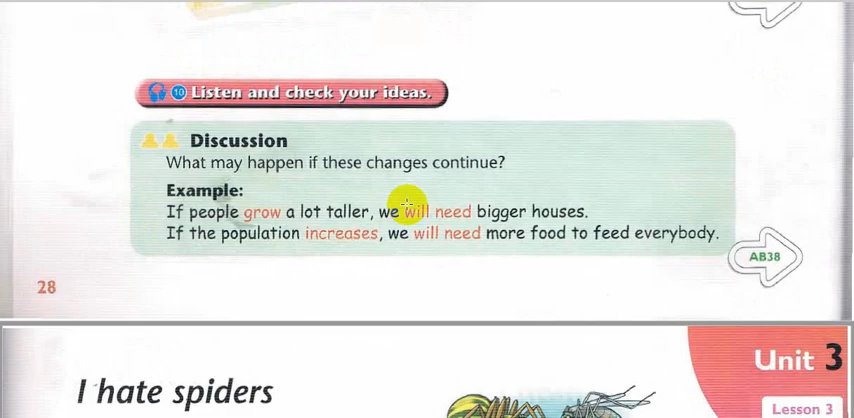 10 Listen and check your ideas.
Discussion
What may happen if these changes continue?
Example:
If people grow a lot taller, we will need bigger houses.
If the population increases, we will need more food to feed everybody.
AB38
28
Unit 3
I hate spiders
Lesson 3